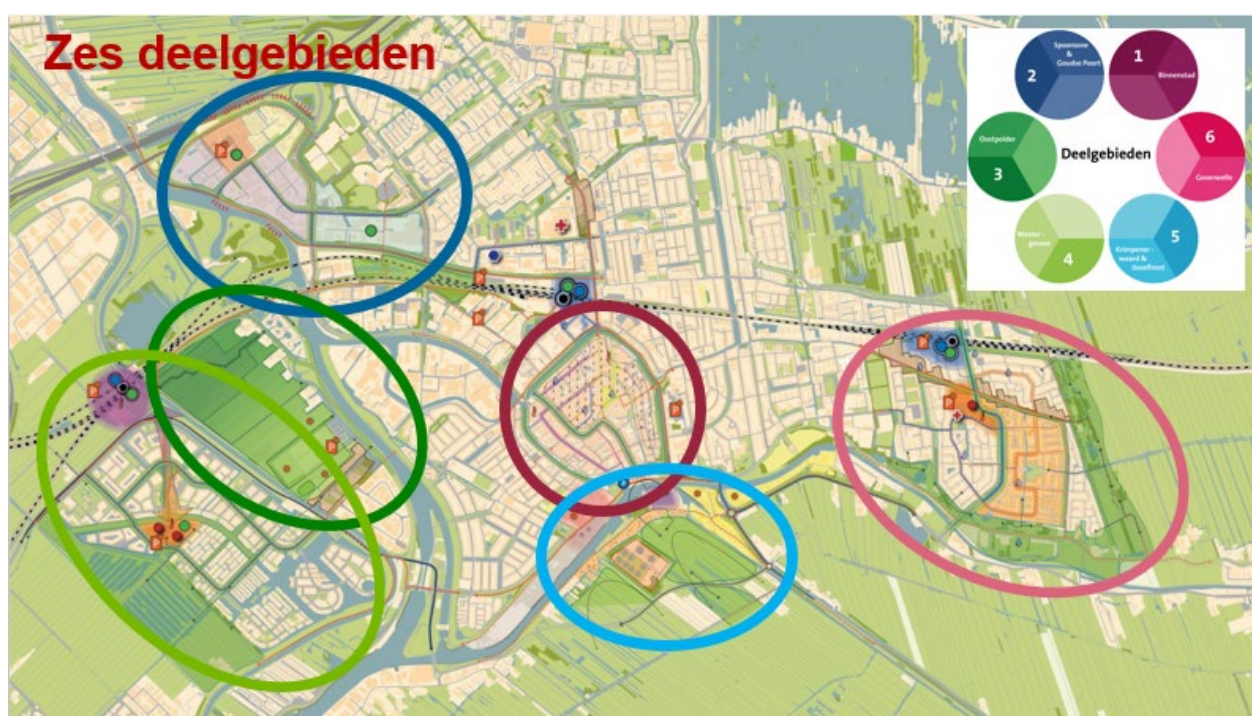 Zes deelgebieden
Spoorzone
&
Goudse Poort
2
1
Binnenstad
Oostpolder
3
Deelgebieden
6
Goverwelle
Wester-
gouwe
4
Krimpener-
waard &
IJsselfront
5
P
P
P
P
P
P
P
P
P